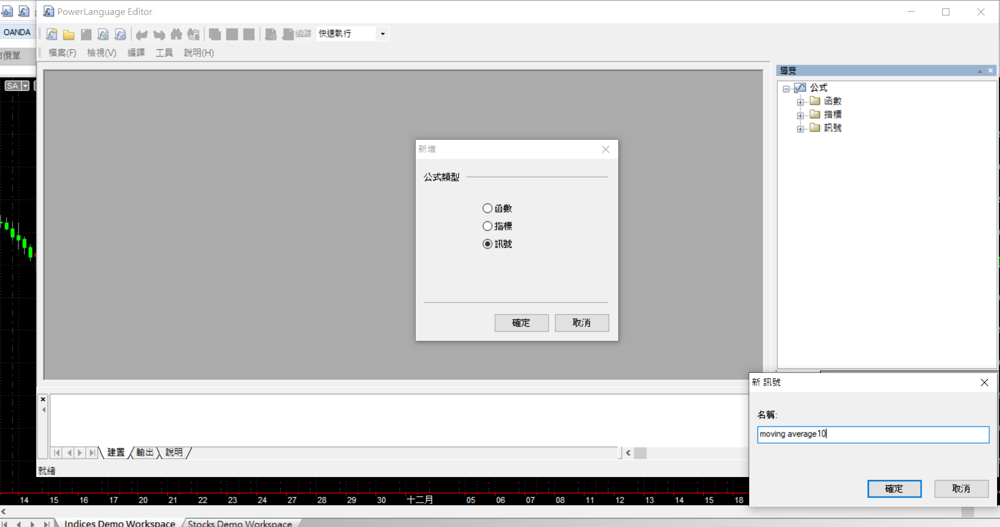 PowerLanguage Editor
OANDA
編譯
快速執行
檔案(F)
檢視(V)
編譯
工具
說明(H)
價單
SA
導覽
公式
函數
指標
訊號
新增
公式類型
函數
指標
訊號
確定
取消
新 訊號
名稱:
moving average10
確定
取消
建置
輸出
說明
就緒
14 15 16 17 20 21 22 23 24 27 28 29 30 十二月 05 06 07 08 11 12 13 14 15 18
Indices Demo Workspace
Stocks Demo Workspace